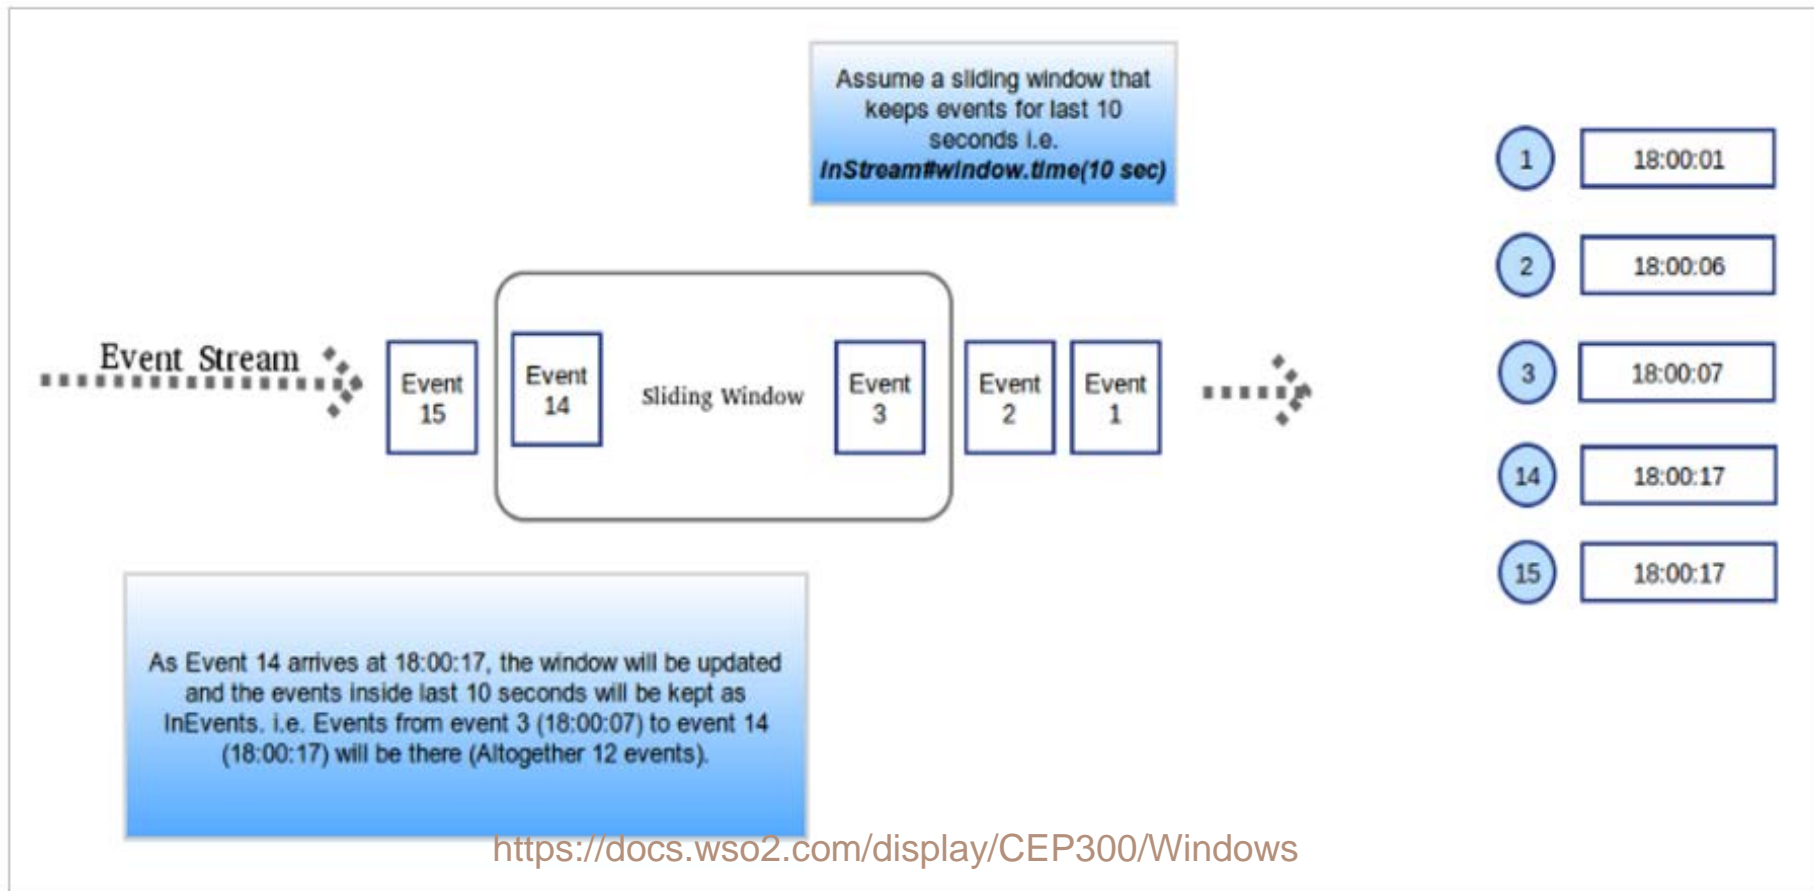 Assume a sliding window that
keeps events for last 10
seconds i.e.
InStream#window.time(10 sec)
1
18:00:01
2
18:00:06
3
18:00:07
14
18:00:17
15
18:00:17
Event Stream
Event
15
Event
14
Sliding Window
Event
3
Event
2
Event
1
As Event 14 arrives at 18:00:17, the window will be updated
and the events inside last 10 seconds will be kept as
InEvents. i.e. Events from event 3 (18:00:07) to event 14
(18:00:17) will be there (Altogether 12 events).
https://docs.wso2.com/display/CEP300/Windows